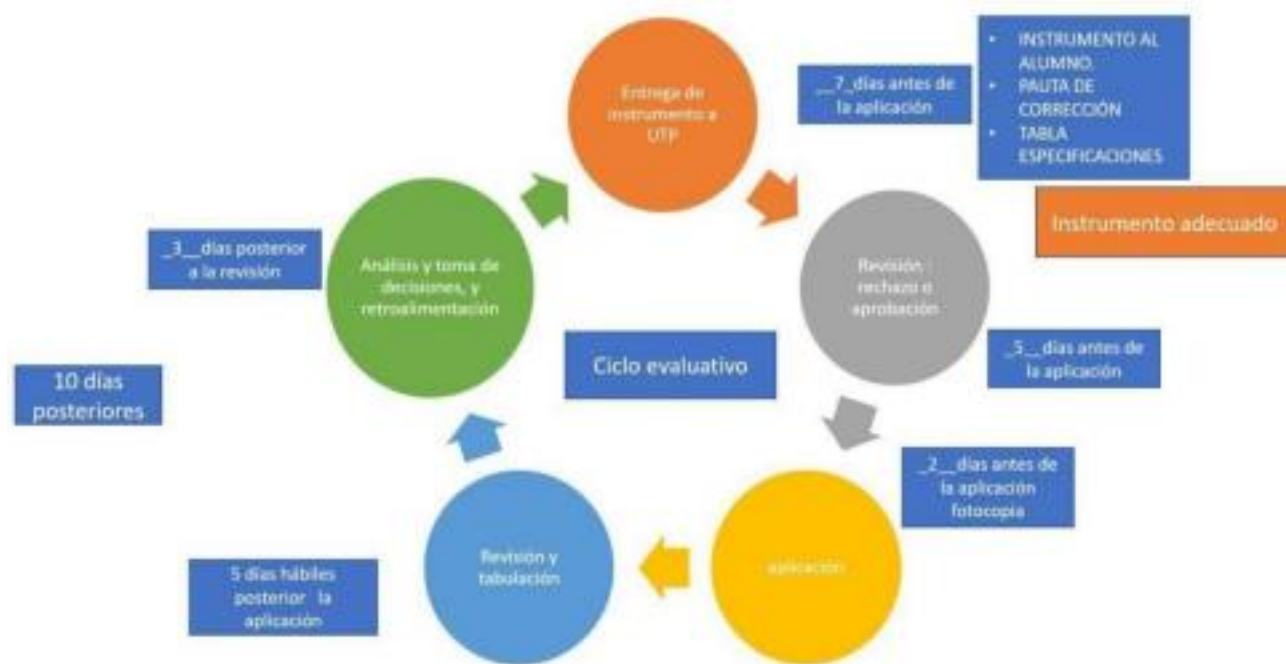 Entrega de
instrumento a
UTP
__7_días antes de
la aplicación
• INSTRUMENTO AL
ALUMNO.
• PAUTA DE
CORRECCIÓN
• TABLA
ESPECIFICACIONES
Instrumento adecuado
Revisión :
rechazo o
aprobación
_5__días antes de
la aplicación
_2__días antes de
la aplicación
fotocopia
aplicación
Revisión y
tabulación
5 días hábiles
posterior la
aplicación
Análisis y toma de
decisiones, y
retroalimentación
_3__días posterior
a la revisión
10 días
posteriores
Ciclo evaluativo